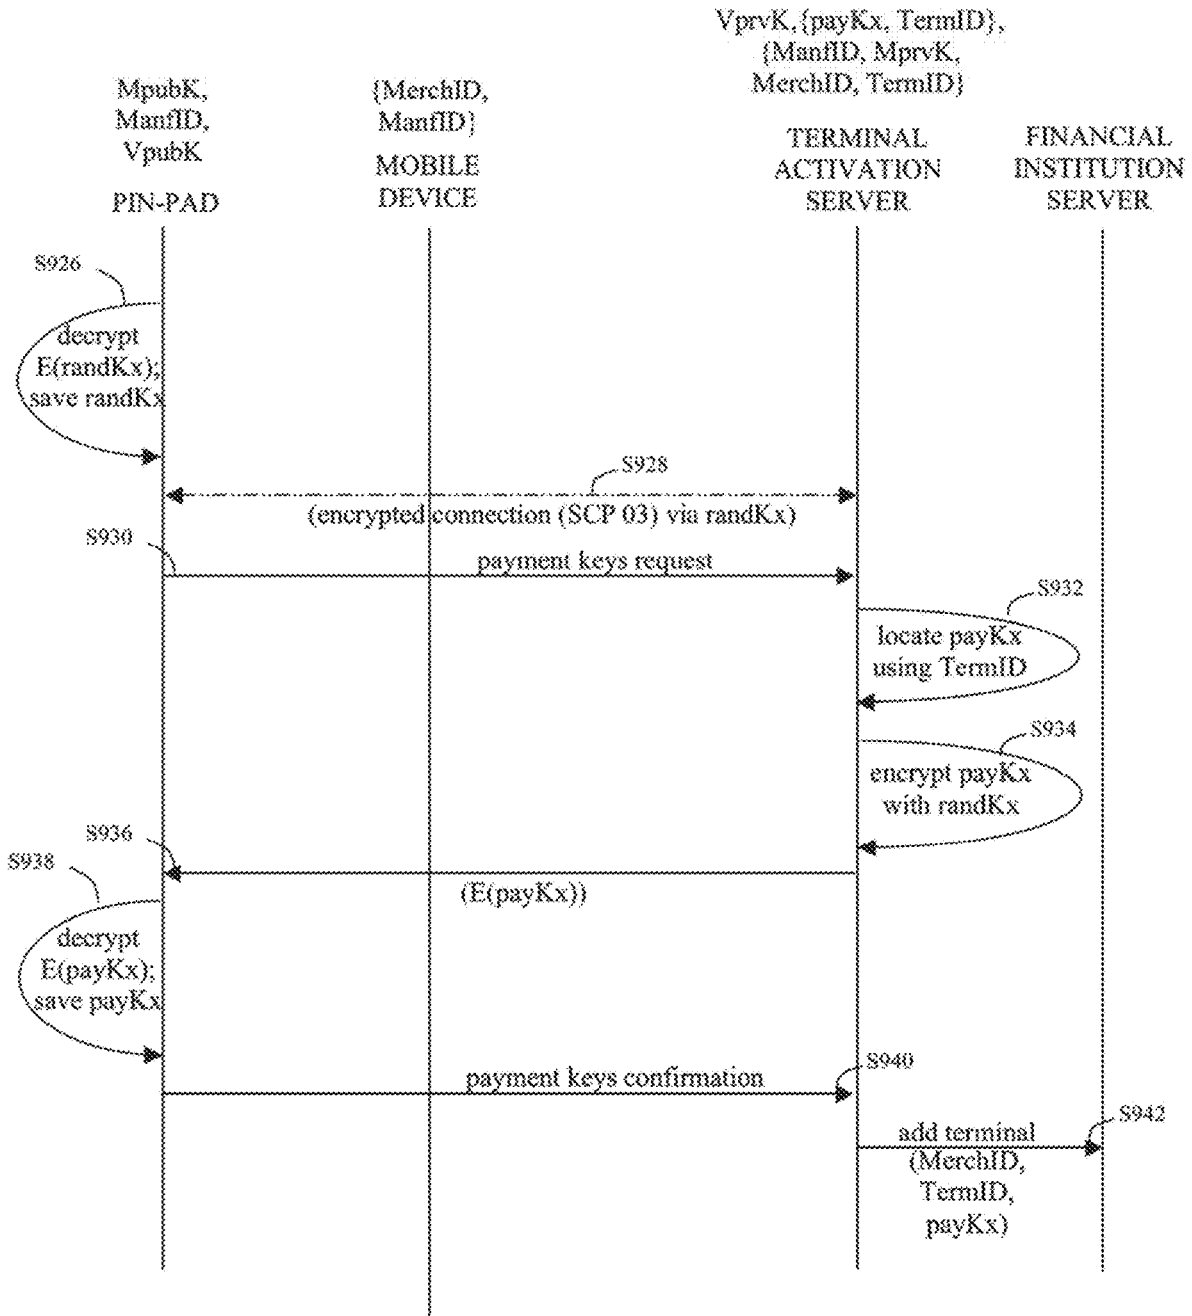 VprvK,{payKx, TermID},
{ManfID, MprvK,
MerchID, TermID}
MpubK,
ManfID,
VpubK
{MerchID,
ManfID}
PIN-PAD
MOBILE
DEVICE
TERMINAL
ACTIVATION
SERVER
FINANCIAL
INSTITUTION
SERVER
S926
decrypt
E(randKx);
save randKx
S928
(encrypted connection (SCP 03) via randKx)
S930
payment keys request
S932
locate payKx
using TermID
S934
encrypt payKx
with randKx
S936
(E(payKx))
S938
decrypt
E(payKx);
save payKx
payment keys confirmation
S940
S942
add terminal
(MerchID,
TermID,
payKx)